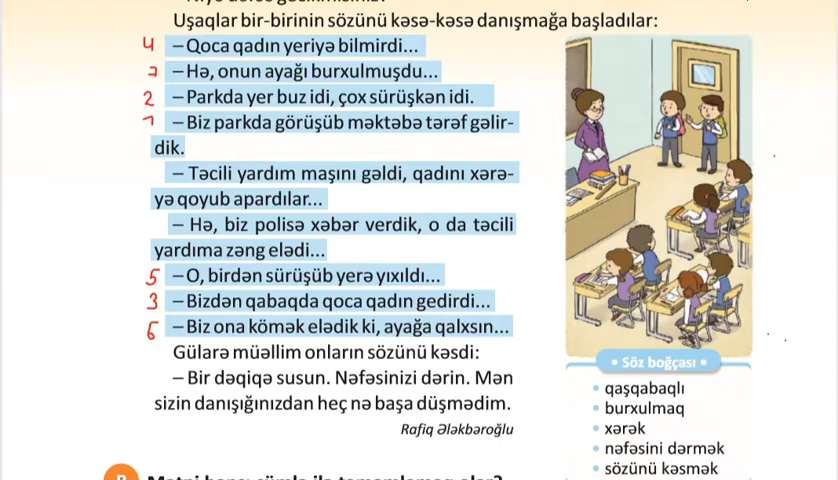 Uşaqlar bir-birinin sözünü kəsə-kəsə danışmağa başladılar:
4 – Qoca qadın yeriyə bilmirdi...
7 – Hə, onun ayağı burxulmuşdu...
2 – Parkda yer buz idi, çox sürüşkən idi.
1 – Biz parkda görüşüb məktəbə tərəf gəlir-
dik.
– Təcili yardım maşını gəldi, qadını xərə-
yə qoyub apardılar...
– Hə, biz polisə xəbər verdik, o da təcili
yardıma zəng elədi...
5 – O, birdən sürüşüb yerə yıxıldı...
3 – Bizdən qabaqda qoca qadın gedirdi...
6 – Biz ona kömək elədik ki, ayağa qalxsın...
Gülarə müəllim onların sözünü kəsdi:
– Bir dəqiqə susun. Nəfəsinizi dərin. Mən
sizin danışığınızdan heç nə başa düşmədim.
Rafiq Ələkbəroğlu
• Söz boğçası •
• qaşqabaqlı
• burxulmaq
• xərək
• nəfəsini dərmək
• sözünü kəsmək